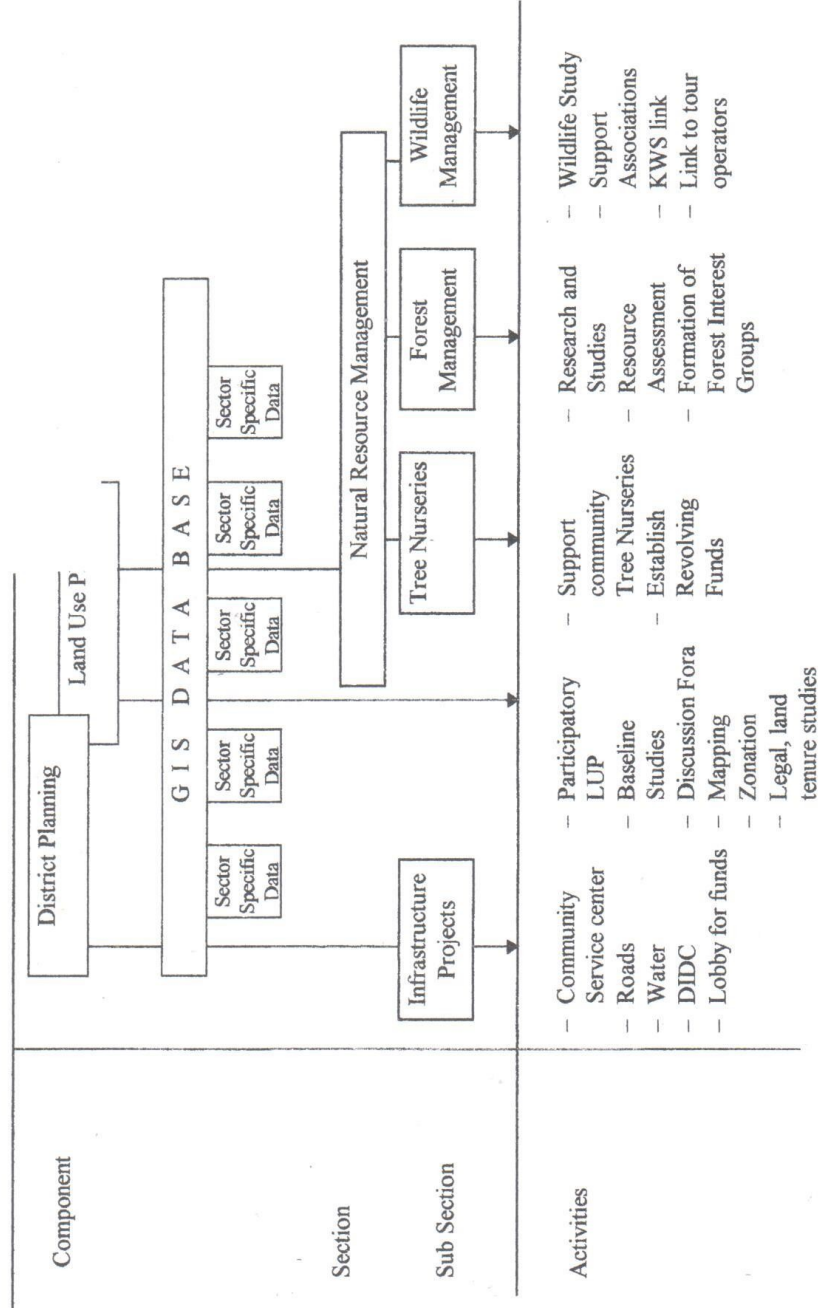 Component
District Planning
Land Use P
GIS DATA BASE
Sector
Specific
Data
Sector
Specific
Data
Sector
Specific
Data
Sector
Specific
Data
Sector
Specific
Data
Section
Natural Resource Management
Sub Section
Infrastructure
Projects
Tree Nurseries
Forest
Management
Wildlife
Management
Activities
– Community
Service center
– Roads
– Water
– DIDC
– Lobby for funds
– Participatory
LUP
– Baseline
Studies
– Discussion Fora
– Mapping
– Zonation
– Legal, land
tenure studies
– Support
community
Tree Nurseries
– Establish
Revolving
Funds
– Research and
Studies
– Resource
Assessment
– Formation of
Forest Interest
Groups
– Wildlife Study
– Support
Associations
– KWS link
– Link to tour
operators